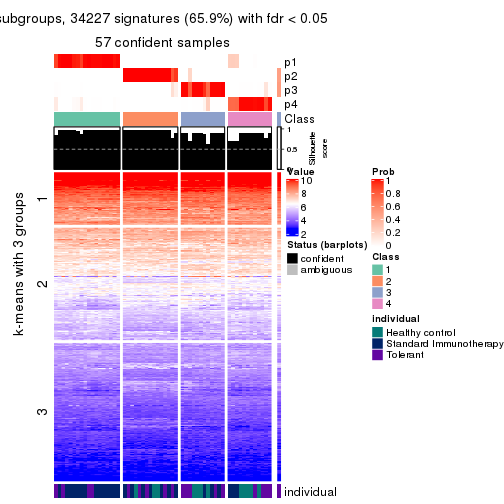 subgroups, 34227 signatures (65.9%) with fdr < 0.05
57 confident samples
p1
p2
p3
p4
Class
1
0.5
0
Silhouette
score
k-means with 3 groups
1
2
3
individual
Value
10
8
6
4
2
Status (barplots)
confident
ambiguous
Prob
1
0.8
0.6
0.4
0.2
0
Class
1
2
3
4
individual
Healthy control
Standard Immunotherapy
Tolerant